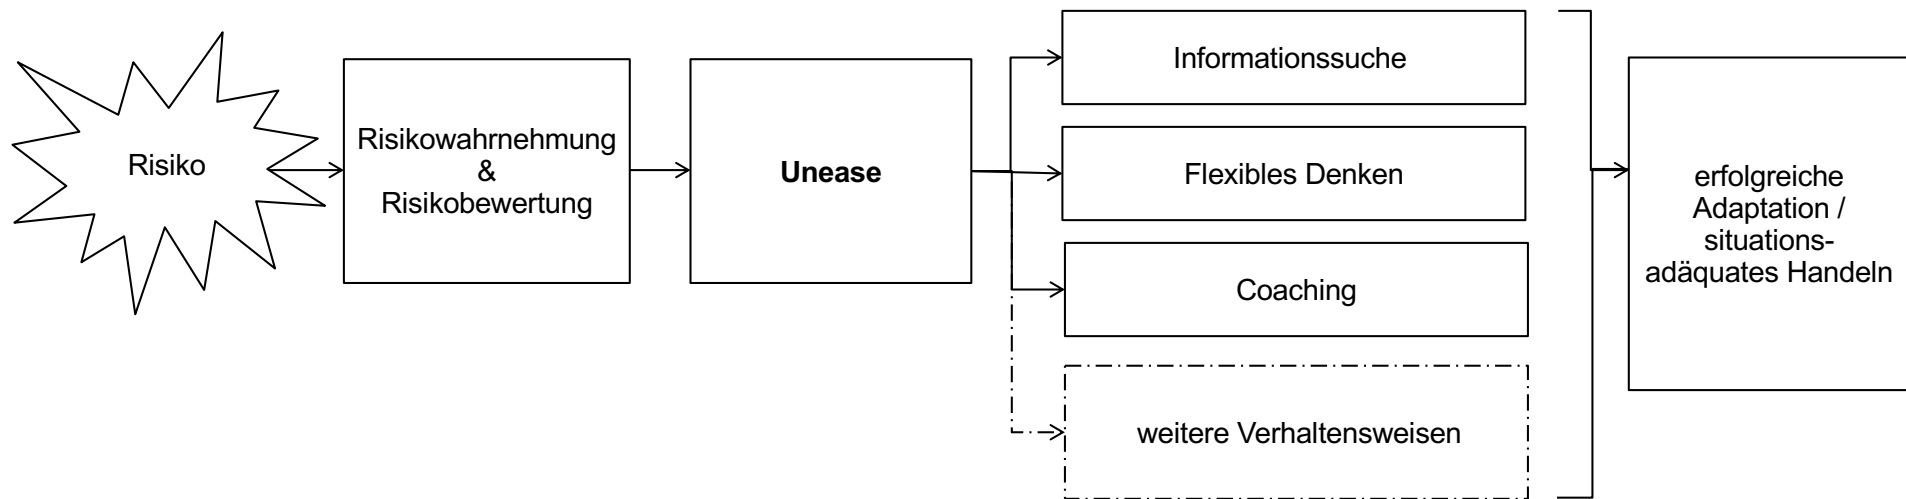 Risiko
Risikowahrnehmung
&
Risikobewertung
Unease
Informationssuche
Flexibles Denken
Coaching
weitere Verhaltensweisen
erfolgreiche
Adaptation /
situations-
adäquates Handeln